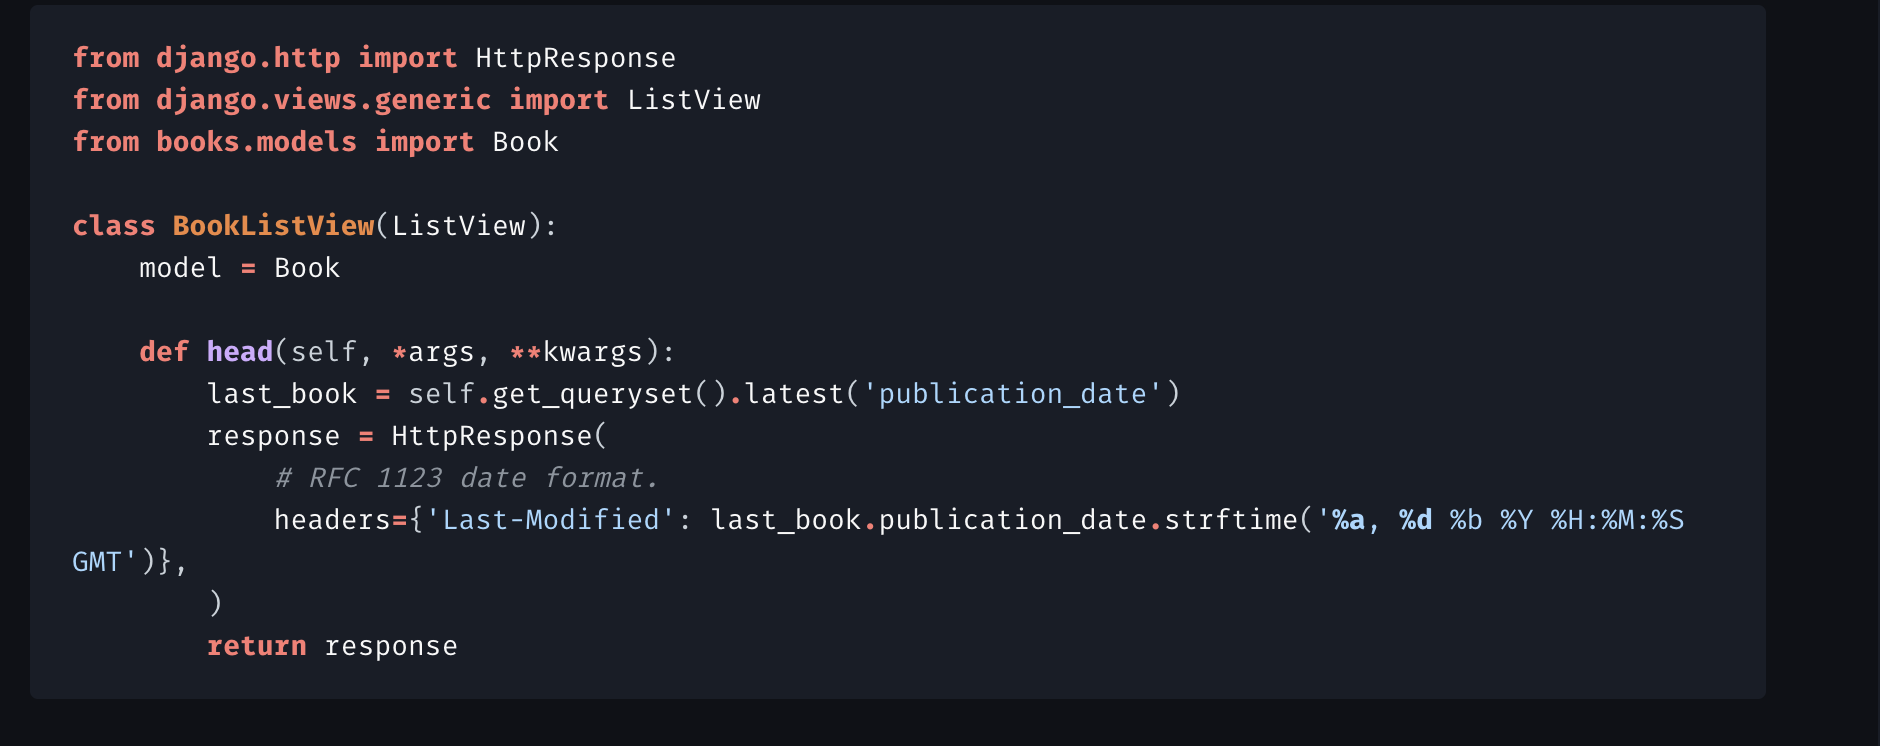 from django.http import HttpResponse
from django.views.generic import ListView
from books.models import Book

class BookListView(ListView):
    model = Book

    def head(self, *args, **kwargs):
        last_book = self.get_queryset().latest('publication_date')
        response = HttpResponse(
            # RFC 1123 date format.
            headers={'Last-Modified': last_book.publication_date.strftime('%a, %d %b %Y %H:%M:%S
GMT')},
        )
        return response